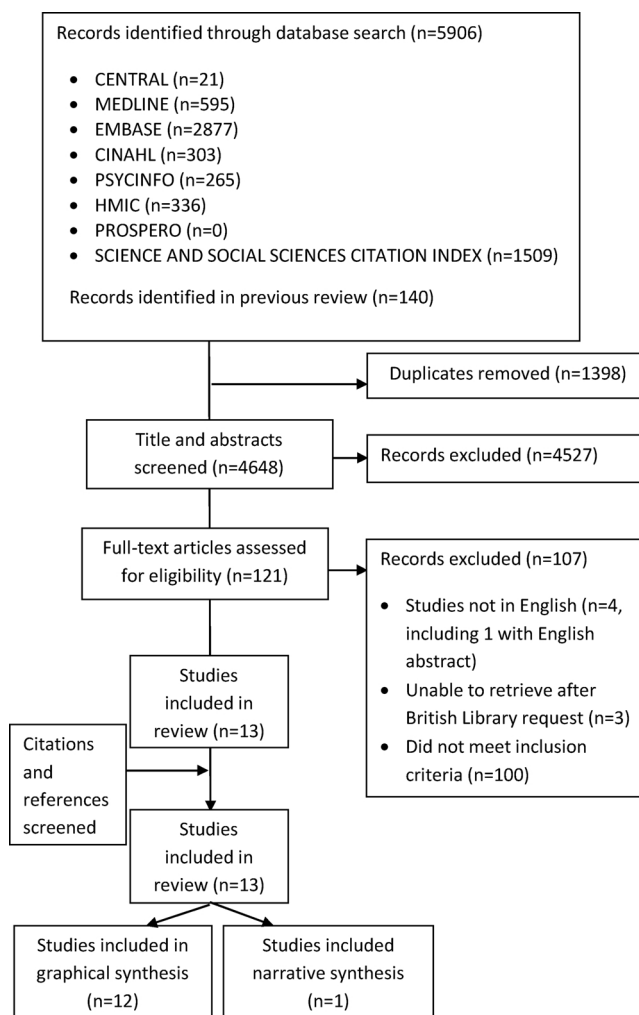 Records identified through database search (n=5906)
• CENTRAL (n=21)
• MEDLINE (n=595)
• EMBASE (n=2877)
• CINAHL (n=303)
• PSYCINFO (n=265)
• HMIC (n=336)
• PROSPERO (n=0)
• SCIENCE AND SOCIAL SCIENCES CITATION INDEX (n=1509)
Records identified in previous review (n=140)
Duplicates removed (n=1398)
Title and abstracts
screened (n=4648)
Records excluded (n=4527)
Full-text articles assessed
for eligibility (n=121)
Records excluded (n=107)
• Studies not in English (n=4,
including 1 with English
abstract)
• Unable to retrieve after
British Library request (n=3)
• Did not meet inclusion
criteria (n=100)
Studies
included in
review (n=13)
Citations
and
references
screened
Studies
included in
review (n=13)
Studies included in
graphical synthesis
(n=12)
Studies included
narrative synthesis
(n=1)